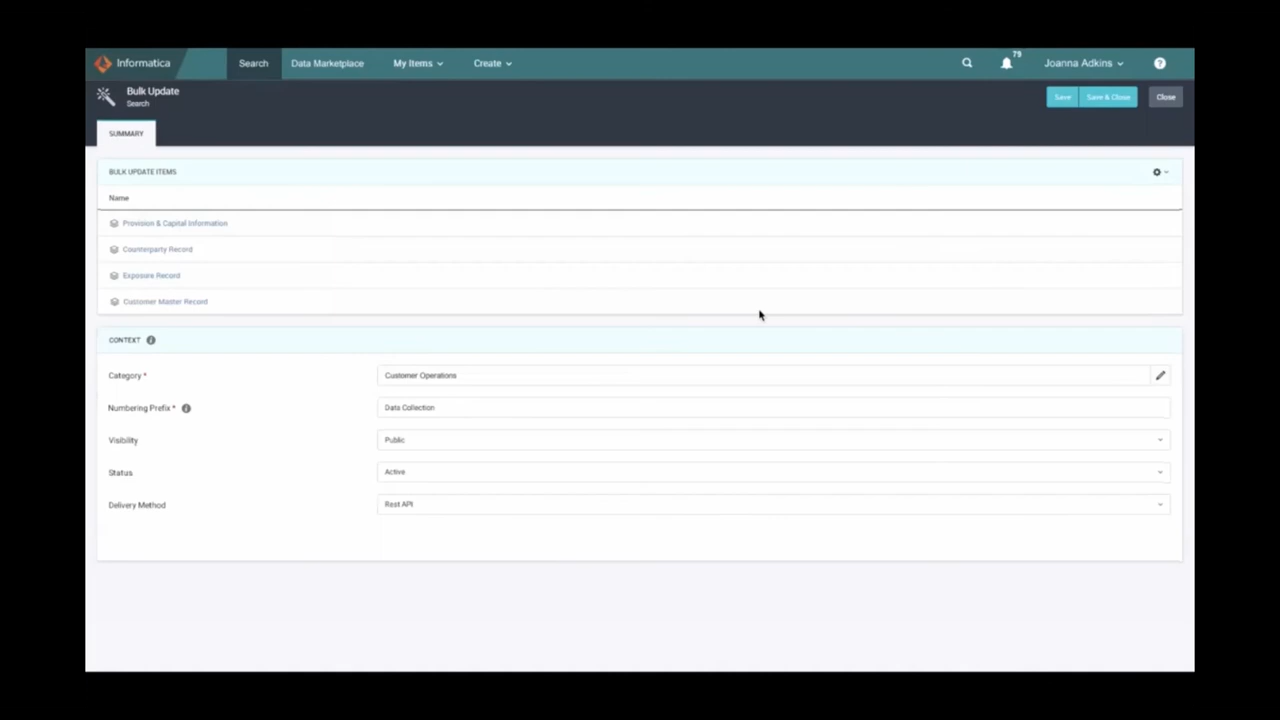 Informatica Search Data Marketplace My Items Create 79 Joanna Adkins ?
Bulk Update
Search
Save Save & Close Close
SUMMARY
BULK UPDATE ITEMS
Name
Provision & Capital Information
Counterparty Record
Exposure Record
Customer Master Record
CONTEXT i
Category * Customer Operations
Numbering Prefix * i Data Collection
Visibility Public
Status Active
Delivery Method Rest API